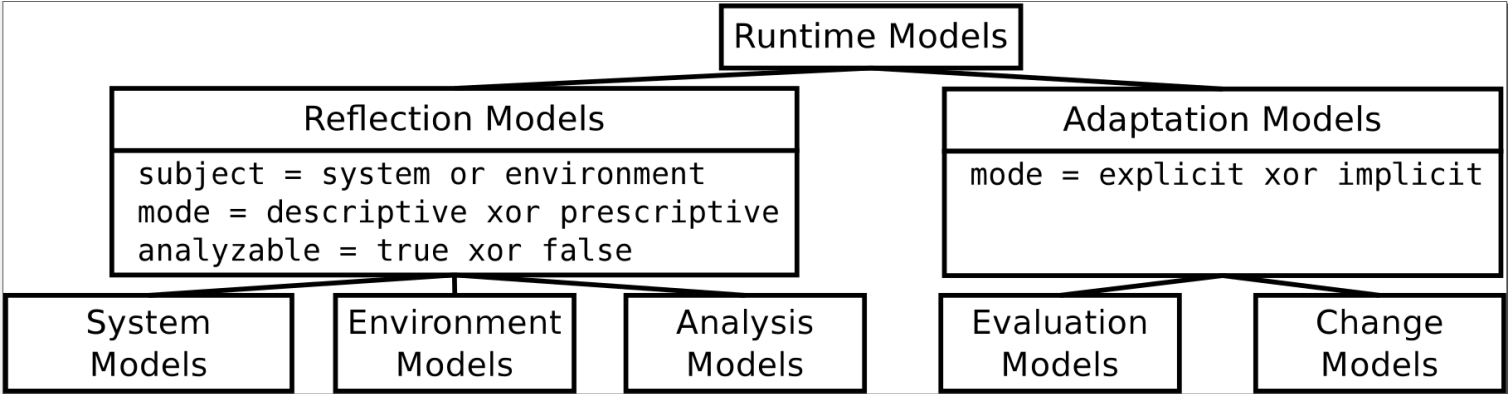 Runtime Models
Reflection Models
subject = system or environment
mode = descriptive xor prescriptive
analyzable = true xor false
Adaptation Models
mode = explicit xor implicit
System
Models
Environment
Models
Analysis
Models
Evaluation
Models
Change
Models